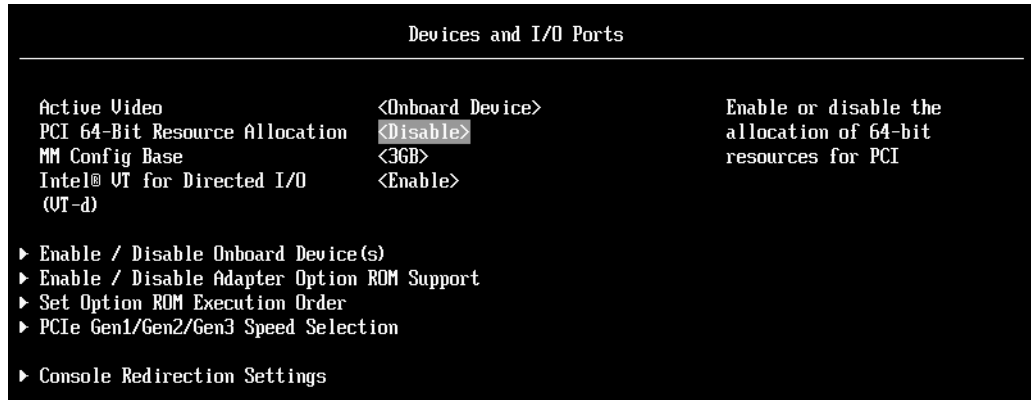 Devices and I/O Ports
Active Video <Onboard Device> Enable or disable the
PCI 64-Bit Resource Allocation <Disable> allocation of 64-bit
MM Config Base <3GB> resources for PCI
Intel® VT for Directed I/O <Enable>
(VT-d)
▶ Enable / Disable Onboard Device(s)
▶ Enable / Disable Adapter Option ROM Support
▶ Set Option ROM Execution Order
▶ PCIe Gen1/Gen2/Gen3 Speed Selection
▶ Console Redirection Settings